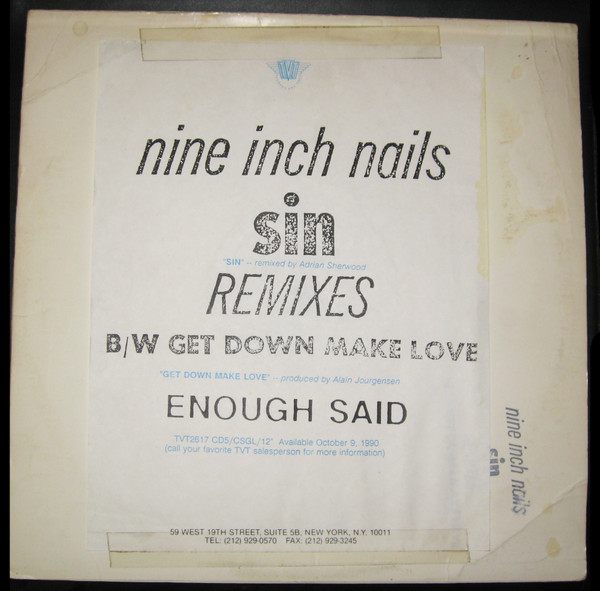 TVT
nine inch nails
sin
"SIN" – remixed by Adrian Sherwood
REMIXES
B/W GET DOWN MAKE LOVE
"GET DOWN MAKE LOVE" – produced by Alain Jourgensen
ENOUGH SAID
TVT2617 CD5/CSGL/12" Available October 9, 1990
(call your favorite TVT salesperson for more information)
59 WEST 19TH STREET, SUITE 5B, NEW YORK, N.Y. 10011
TEL: (212) 929-0570 FAX: (212) 929-3245
nine inch nails
sin